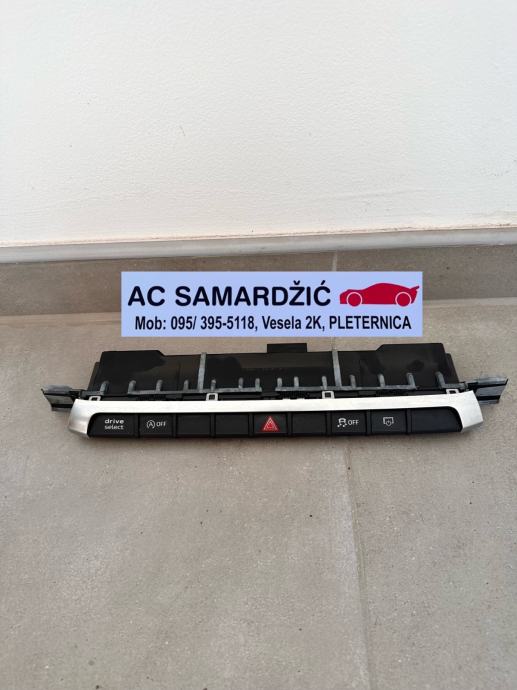 AC SAMARDŽIĆ
Mob: 095/ 395-5118, Vesela 2K, PLETERNICA
drive
select
A OFF
OFF